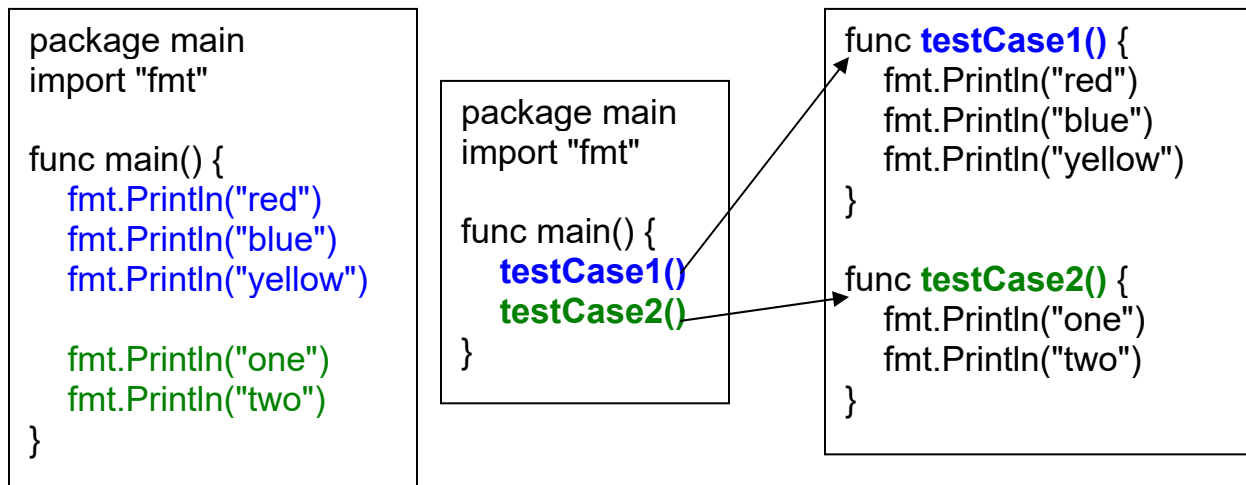 package main
import "fmt"
func main() {
fmt.Println("red")
fmt.Println("blue")
fmt.Println("yellow")
fmt.Println("one")
fmt.Println("two")
}
package main
import "fmt"
func main() {
testCase1()
testCase2()
}
func testCase1() {
fmt.Println("red")
fmt.Println("blue")
fmt.Println("yellow")
}
func testCase2() {
fmt.Println("one")
fmt.Println("two")
}